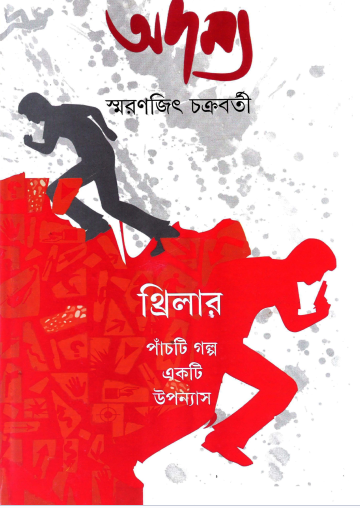 অদম্য
স্মরণজিৎ চক্রবর্তী
থ্রিলার
পাঁচটি গল্প
একটি
উপন্যাস